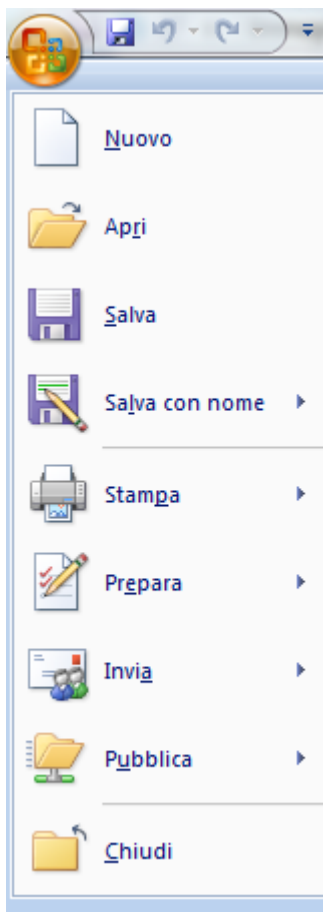 Nuovo
Apri
Salva
Salva con nome
Stampa
Prepara
Invia
Pubblica
Chiudi